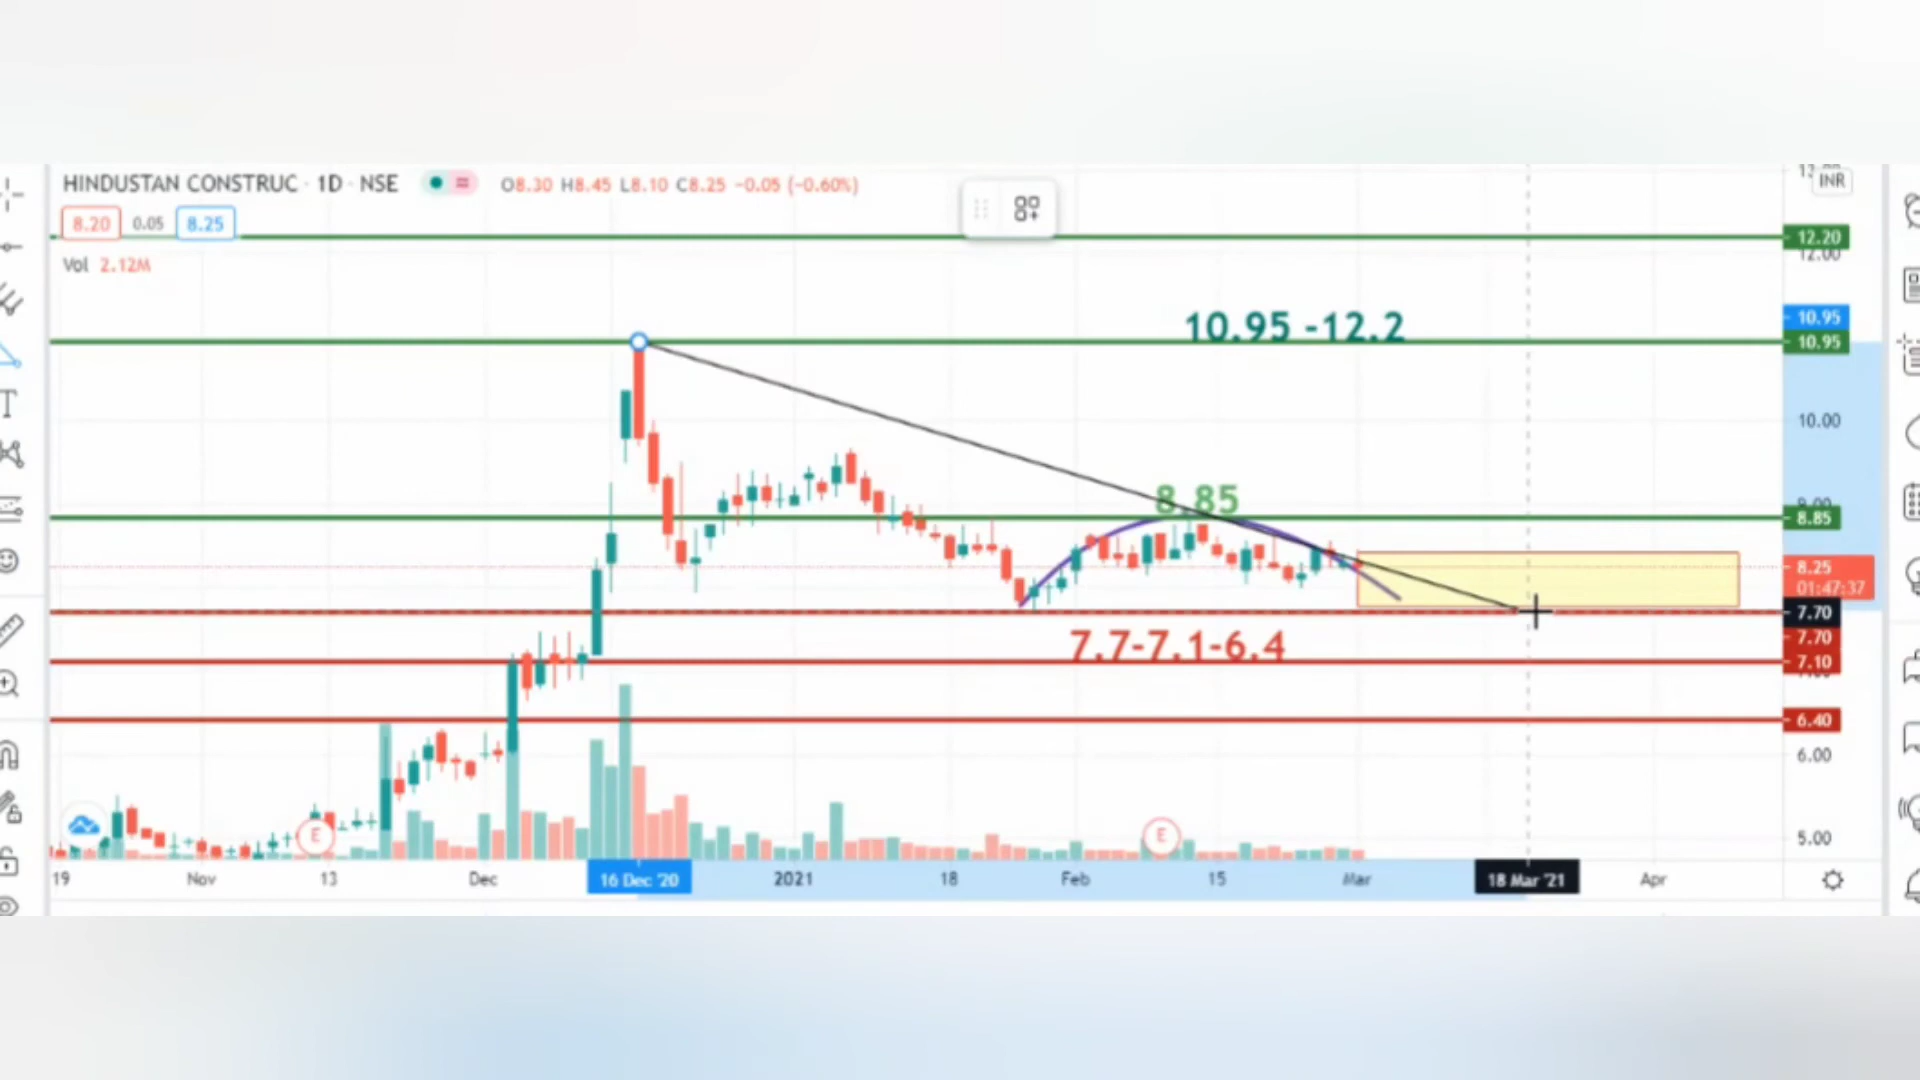 HINDUSTAN CONSTRUC · 1D · NSE O8.30 H8.45 L8.10 C8.25 −0.05 (−0.60%)
INR
8.20 0.05 8.25
12.20
12.00
Vol 2.12M
10.95 -12.2
10.95
10.95
10.00
8.85
9.00
8.85
8.25
01:47:37
7.70
7.7-7.1-6.4
7.70
7.10
6.40
6.00
E
E
5.00
19 Nov 13 Dec 16 Dec '20 2021 18 Feb 15 Mar 18 Mar '21 Apr